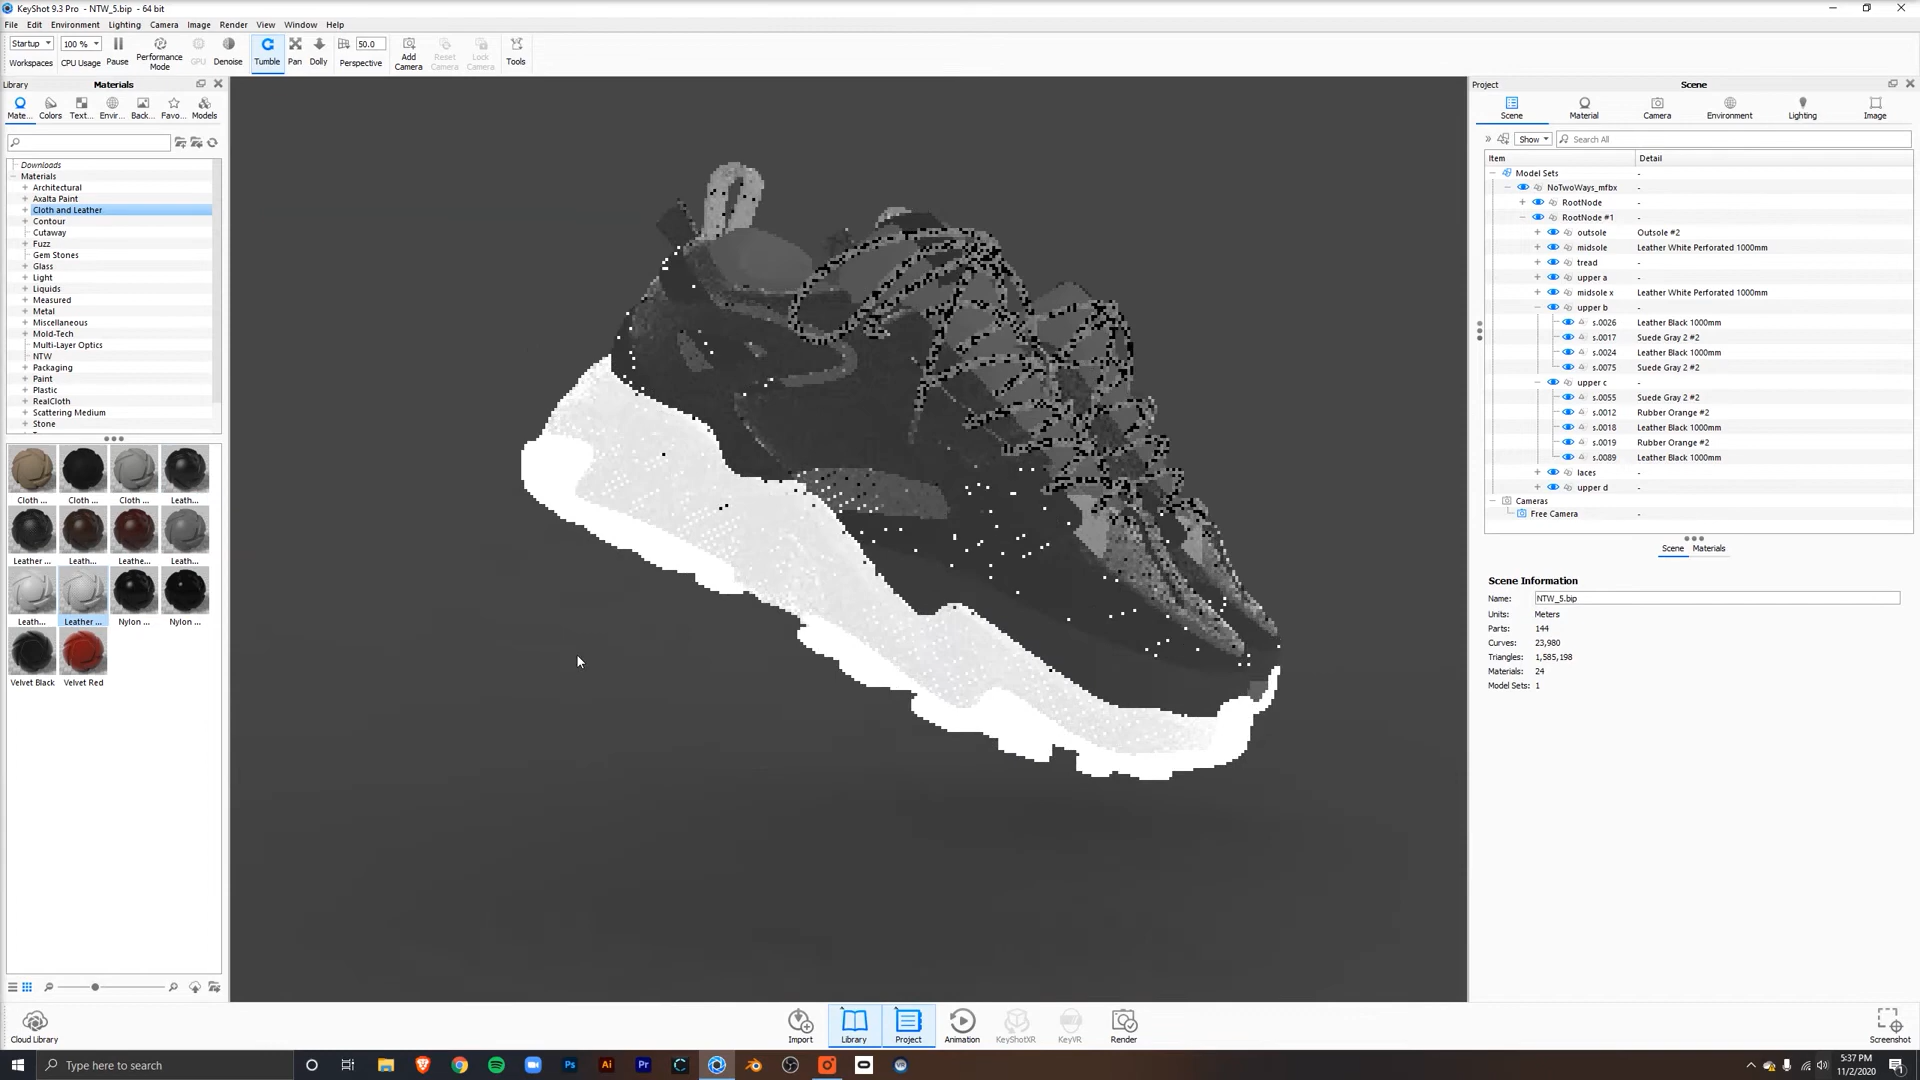 KeyShot 9.3 Pro - NTW_5.bip - 64 bit
File Edit Environment Lighting Camera Image Render View Window Help
Startup 100 % 50.0
Workspaces CPU Usage Pause Performance Mode GPU Denoise Tumble Pan Dolly Perspective Add Camera Reset Camera Lock Camera Tools
Library Materials
Mate... Colors Text... Envir... Back... Favo... Models
Downloads
Materials
Architectural
Axalta Paint
Cloth and Leather
Contour
Cutaway
Fuzz
Gem Stones
Glass
Light
Liquids
Measured
Metal
Miscellaneous
Mold-Tech
Multi-Layer Optics
NTW
Packaging
Paint
Plastic
RealCloth
Scattering Medium
Stone
Cloth ... Cloth ... Cloth ... Leath...
Leather ... Leath... Leathe... Leath...
Leath... Leather ... Nylon ... Nylon ...
Velvet Black Velvet Red
Project Scene
Scene Material Camera Environment Lighting Image
Show Search All
Item Detail
Model Sets -
NoTwoWays_mfbx -
RootNode -
RootNode #1 -
outsole Outsole #2
midsole Leather White Perforated 1000mm
tread -
upper a -
midsole x Leather White Perforated 1000mm
upper b -
s.0026 Leather Black 1000mm
s.0017 Suede Gray 2 #2
s.0024 Leather Black 1000mm
s.0075 Suede Gray 2 #2
upper c -
s.0055 Suede Gray 2 #2
s.0012 Rubber Orange #2
s.0018 Leather Black 1000mm
s.0019 Rubber Orange #2
s.0089 Leather Black 1000mm
laces -
upper d -
Cameras -
Free Camera -
Scene Materials
Scene Information
Name: NTW_5.bip
Units: Meters
Parts: 144
Curves: 23,980
Triangles: 1,585,198
Materials: 24
Model Sets: 1
Cloud Library Import Library Project Animation KeyShotXR KeyVR Render Screenshot
Type here to search
Ps Ai Pr
5:37 PM
11/2/2020